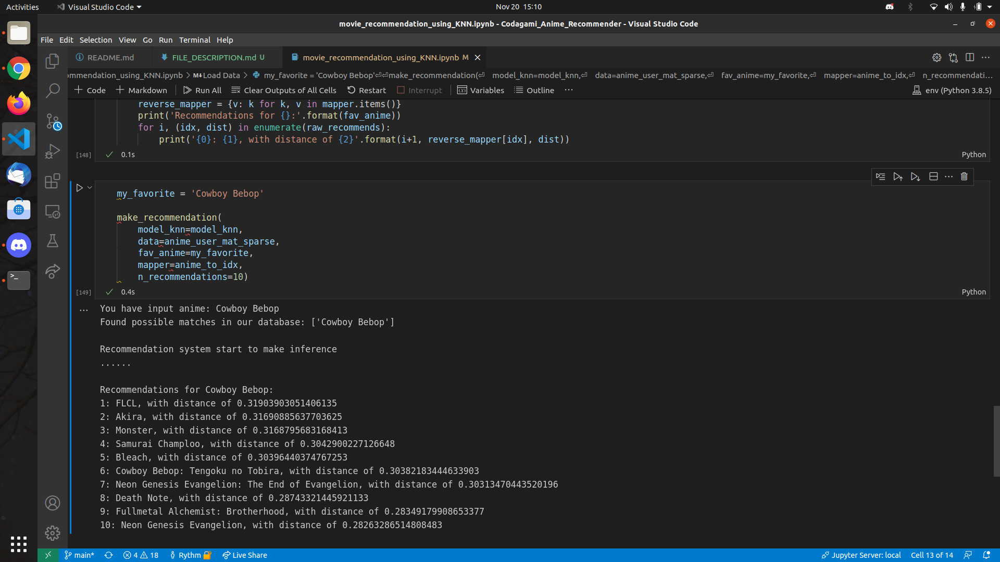 Activities
Visual Studio Code
Nov 20 15:10
movie_recommendation_using_KNN.ipynb - Codagami_Anime_Recommender - Visual Studio Code
File Edit Selection View Go Run Terminal Help
README.md
FILE_DESCRIPTION.md U
movie_recommendation_using_KNN.ipynb M
ommendation_using_KNN.ipynb > M↓Load Data > my_favorite = 'Cowboy Bebop'⏎⏎make_recommendation(⏎ model_knn=model_knn,⏎ data=anime_user_mat_sparse,⏎ fav_anime=my_favorite,⏎ mapper=anime_to_idx,⏎ n_recommendati…
+ Code + Markdown Run All Clear Outputs of All Cells Restart Interrupt Variables Outline ··· env (Python 3.8.5)
reverse_mapper = {v: k for k, v in mapper.items()}
print('Recommendations for {}:'.format(fav_anime))
for i, (idx, dist) in enumerate(raw_recommends):
print('{0}: {1}, with distance of {2}'.format(i+1, reverse_mapper[idx], dist))
[148] ✓ 0.1s Python
my_favorite = 'Cowboy Bebop'
make_recommendation(
model_knn=model_knn,
data=anime_user_mat_sparse,
fav_anime=my_favorite,
mapper=anime_to_idx,
n_recommendations=10)
[149] ✓ 0.4s Python
You have input anime: Cowboy Bebop
Found possible matches in our database: ['Cowboy Bebop']
Recommendation system start to make inference
......
Recommendations for Cowboy Bebop:
1: FLCL, with distance of 0.31903903051406135
2: Akira, with distance of 0.31690885637703625
3: Monster, with distance of 0.3168795683168413
4: Samurai Champloo, with distance of 0.3042900227126648
5: Bleach, with distance of 0.30396440374767253
6: Cowboy Bebop: Tengoku no Tobira, with distance of 0.30382183444633903
7: Neon Genesis Evangelion: The End of Evangelion, with distance of 0.30313470443520196
8: Death Note, with distance of 0.28743321445921133
9: Fullmetal Alchemist: Brotherhood, with distance of 0.28349179908653377
10: Neon Genesis Evangelion, with distance of 0.28263286514808483
main* 4 18 Rythm Live Share Jupyter Server: local Cell 13 of 14